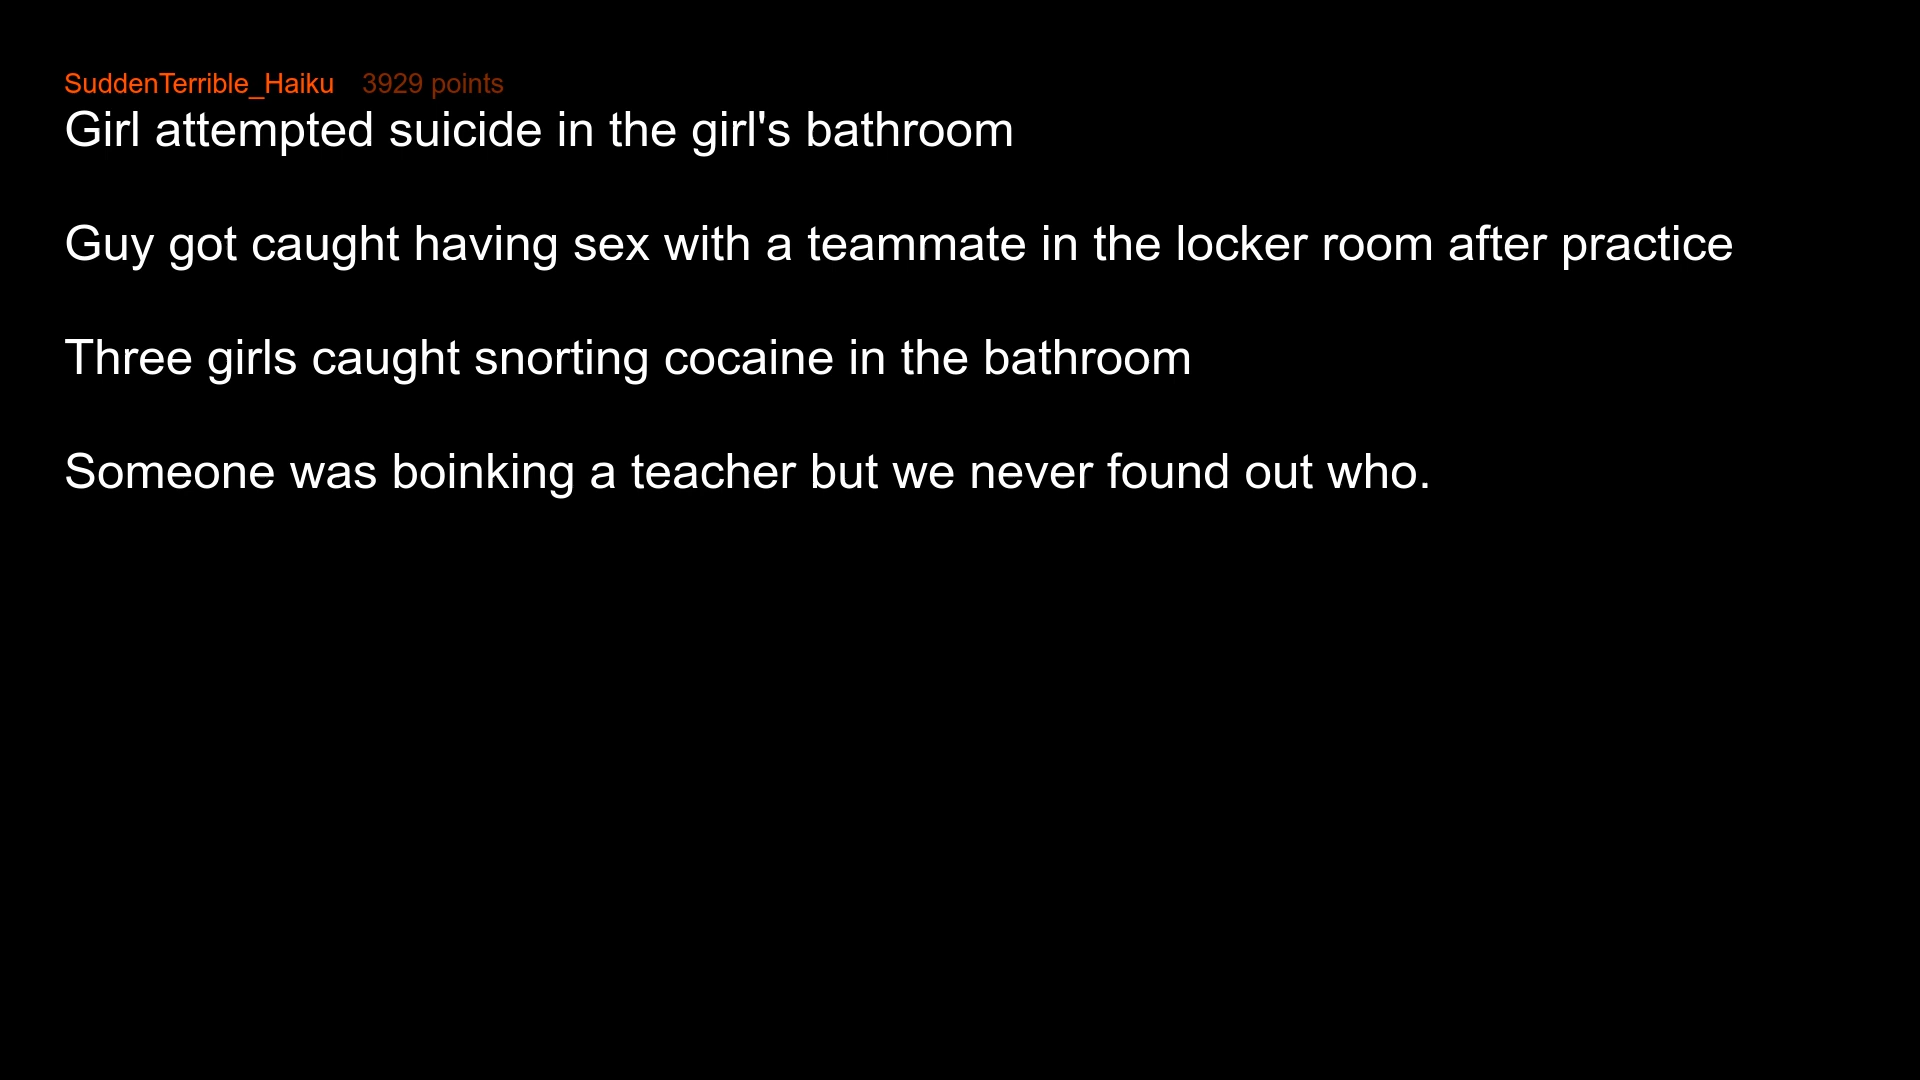 SuddenTerrible_Haiku 3929 points
Girl attempted suicide in the girl's bathroom
Guy got caught having sex with a teammate in the locker room after practice
Three girls caught snorting cocaine in the bathroom
Someone was boinking a teacher but we never found out who.